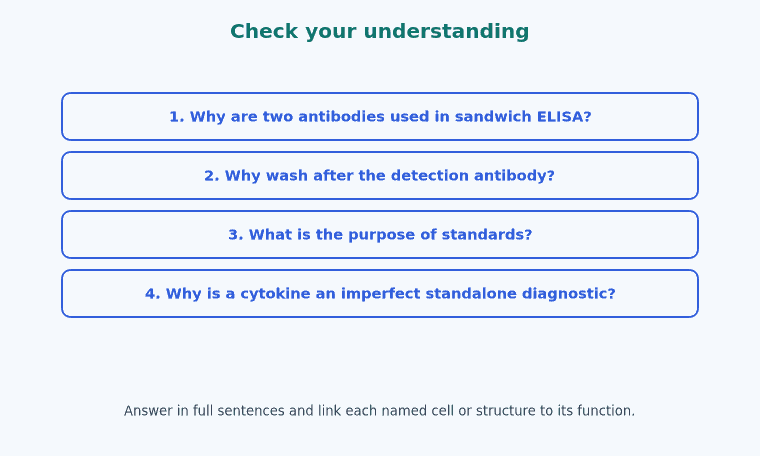 Check your understanding
1. Why are two antibodies used in sandwich ELISA?
2. Why wash after the detection antibody?
3. What is the purpose of standards?
4. Why is a cytokine an imperfect standalone diagnostic?
Answer in full sentences and link each named cell or structure to its function.